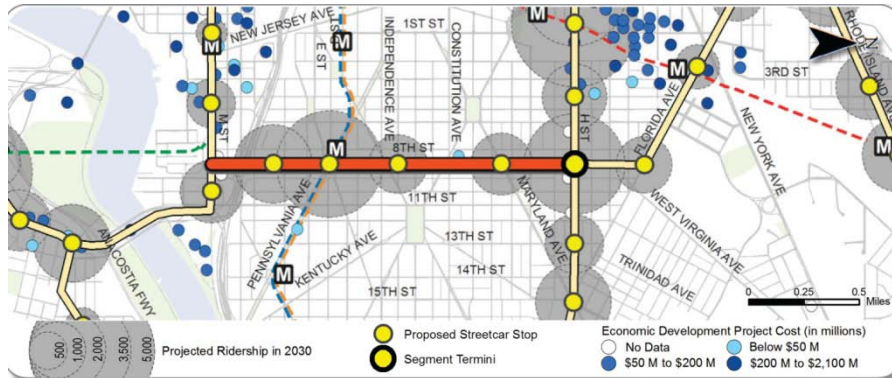 NEW JERSEY AVE
1ST ST
E ST
INDEPENDENCE AVE
CONSTITUTION AVE
H ST
3RD ST
RHODE ISLAND
N
M ST
8TH ST
FLORIDA AVE
NEW YORK AVE
M
M
M
M
M
M
M
11TH ST
PENNSYLVANIA AVE
KENTUCKY AVE
13TH ST
14TH ST
15TH ST
MARYLAND AVE
WEST VIRGINIA AVE
TRINIDAD AVE
ANACOSTIA FWY
0 0.25 0.5
Miles
500
1,000
2,000
3,500
5,000
Projected Ridership in 2030
Proposed Streetcar Stop
Segment Termini
Economic Development Project Cost (in millions)
No Data
Below $50 M
$50 M to $200 M
$200 M to $2,100 M